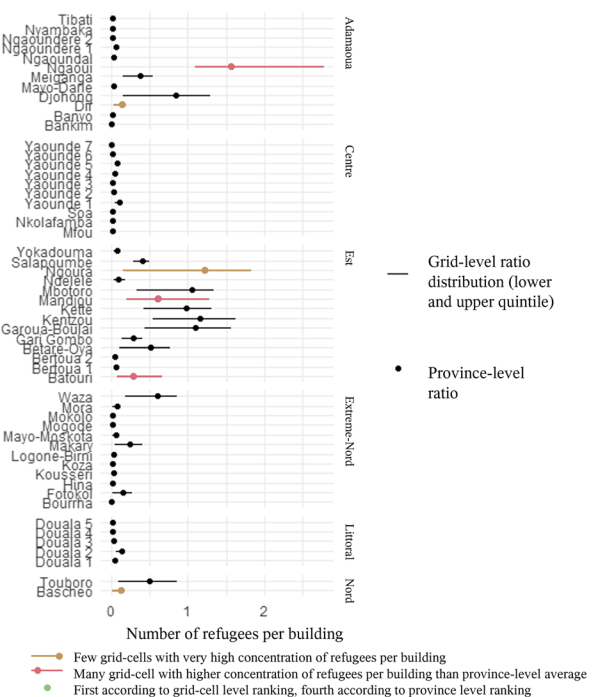 Tibati
Nyambaka
Ngaoundere 2
Ngaoundere 1
Ngaoundal
Ngaoui
Meiganga
Mayo-Darle
Djohong
Dir
Banyo
Bankim
Adamaoua
Yaounde 7
Yaounde 6
Yaounde 5
Yaounde 4
Yaounde 3
Yaounde 2
Yaounde 1
Soa
Nkolafamba
Mfou
Centre
Yokadouma
Salapoumbe
Ngoura
Ndelele
Mbotoro
Mandjou
Kette
Kentzou
Garoua-Boulai
Gari Gombo
Betare-Oya
Bertoua 2
Bertoua 1
Batouri
Est
Waza
Mora
Mokolo
Mogode
Mayo-Moskota
Makary
Logone-Birni
Koza
Kousseri
Hina
Fotokol
Bourrha
Extreme-Nord
Douala 5
Douala 4
Douala 3
Douala 2
Douala 1
Littoral
Touboro
Bascheo
Nord
0 1 2
Number of refugees per building
Grid-level ratio
distribution (lower
and upper quintile)
Province-level
ratio
Few grid-cells with very high concentration of refugees per building
Many grid-cell with higher concentration of refugees per building than province-level average
First according to grid-cell level ranking, fourth according to province level ranking